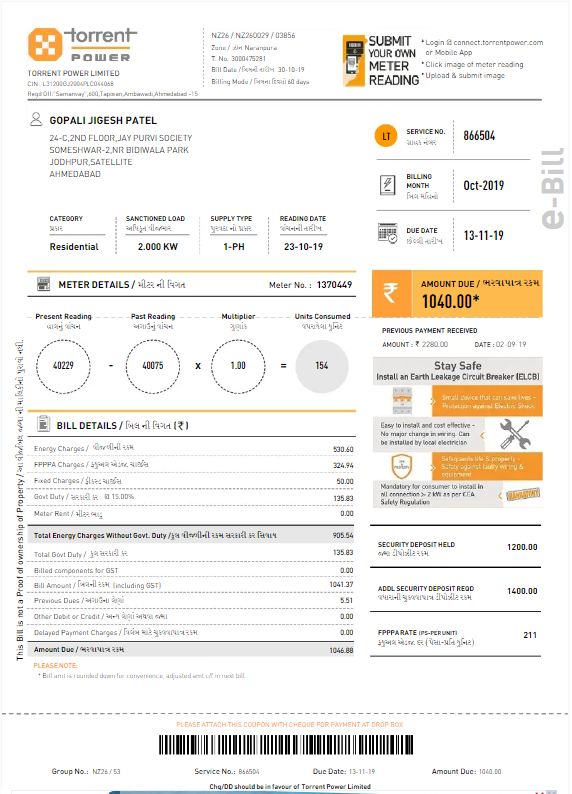 torrent
POWER
TORRENT POWER LIMITED
CIN : L31200GJ2004PLC044068
Regd.Off."Samanvay",600,Tapovan,Ambawadi,Ahmedabad -15
NZ26 / NZ260029 / 03856
Zone / ઝોન Naranpura
T. No. 3000475281
Bill Date / બિલની તારીખ 30-10-19
Billing Mode / બિલના દિવસો 60 days
SUBMIT
YOUR OWN
METER
READING
* Login @ connect.torrentpower.com
or Mobile App
* Click image of meter reading
* Upload & submit image
GOPALI JIGESH PATEL
24-C,2ND FLOOR,JAY PURVI SOCIETY
SOMESHWAR-2,NR BIDIWALA PARK
JODHPUR,SATELLITE
AHMEDABAD
LT
SERVICE NO.
ગ્રાહક નંબર
866504
BILLING
MONTH
બિલ મહિનો
Oct-2019
DUE DATE
છેલ્લી તારીખ
13-11-19
e-Bill
CATEGORY
પ્રકાર
Residential
SANCTIONED LOAD
અધિકૃત વીજભાર
2.000 KW
SUPPLY TYPE
પુરવઠાનો પ્રકાર
1-PH
READING DATE
વાંચનની તારીખ
23-10-19
METER DETAILS / મીટર ની વિગત
Meter No. : 1370449
Present Reading
હાલનું વાંચન
40229
-
Past Reading
અગાઉનું વાંચન
40075
x
Multiplier
ગુણાંક
1.00
=
Units Consumed
વપરાયેલા યુનિટ
154
₹
AMOUNT DUE / ભરવાપાત્ર રકમ
1040.00*
PREVIOUS PAYMENT RECEIVED
AMOUNT : ₹ 2280.00 DATE : 02-09-19
Stay Safe
Install an Earth Leakage Circuit Breaker (ELCB)
Small device that can save lives -
Protection against Electric Shock
Easy to install and cost effective -
No major change in wiring. Can
be installed by local electrician
Safeguards life & property -
Safety against faulty wiring &
equipment
Mandatory for consumer to install in
all connection > 2 kW as per CEA
Safety Regulation
MANDATORY
BILL DETAILS / બિલ ની વિગત (₹)
Energy Charges / વીજળીની રકમ 530.60
FPPPA Charges / ફ્યુઅલ એડજ. ચાર્જીસ 324.94
Fixed Charges / ફીકસ્ડ ચાર્જીસ 50.00
Govt Duty / સરકારી કર @ 15.00% 135.83
Meter Rent / મીટર ભાડુ 0.00
Total Energy Charges Without Govt. Duty /કુલ વીજળીની રકમ સરકારી કર સિવાય 905.54
Total Govt Duty / કુલ સરકારી કર 135.83
Billed components for GST 0.00
Bill Amount / બિલની રકમ (including GST) 1041.37
Previous Dues / અગાઉના લેણાં 5.51
Other Debit or Credit / અન્ય લેણાં અથવા જમા 0.00
Delayed Payment Charges / વિલંબ માટે ચુકવવાપાત્ર રકમ 0.00
Amount Due / ભરવાપાત્ર રકમ 1046.88
PLEASE NOTE:
* Bill amt is rounded down for convenience, adjusted amt c/f in next bill.
SECURITY DEPOSIT HELD
જમા ડીપોઝીટ રકમ
1200.00
ADDL SECURITY DEPOSIT REQD
વધારાની ચુકવવાપાત્ર ડીપોઝીટ રકમ
1400.00
FPPPA RATE (PS-PER UNIT)
ફ્યુઅલ એડજ. દર ( પૈસા-પ્રતિ યુનિટ)
211
This Bill is not a Proof of ownership of Property / આ વીજબિલ જગ્યા ની માલિકીનો પુરાવો નથી.
PLEASE ATTACH THIS COUPON WITH CHEQUE FOR PAYMENT AT DROP BOX
Group No.: NZ26 / 53 Service No.: 866504 Due Date: 13-11-19 Amount Due: 1040.00
Chq/DD should be in favour of Torrent Power Limited